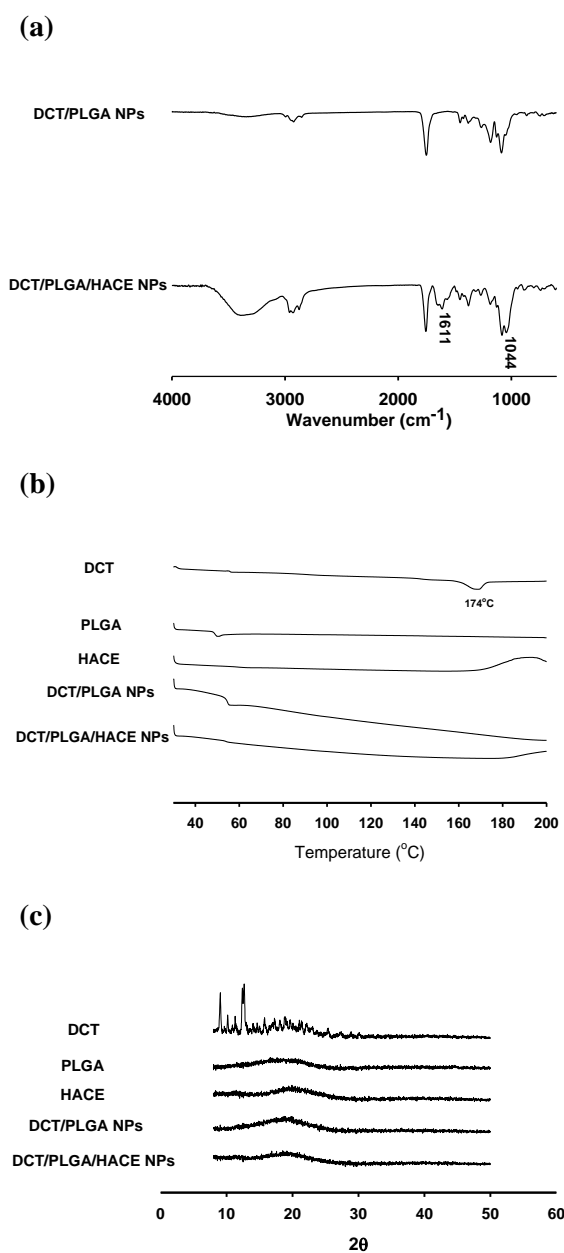 (a)
DCT/PLGA NPs
DCT/PLGA/HACE NPs
1611
1044
4000 3000 2000 1000
Wavenumber (cm-1)
(b)
DCT
174oC
PLGA
HACE
DCT/PLGA NPs
DCT/PLGA/HACE NPs
40 60 80 100 120 140 160 180 200
Temperature (oC)
(c)
DCT
PLGA
HACE
DCT/PLGA NPs
DCT/PLGA/HACE NPs
0 10 20 30 40 50 60
2θ